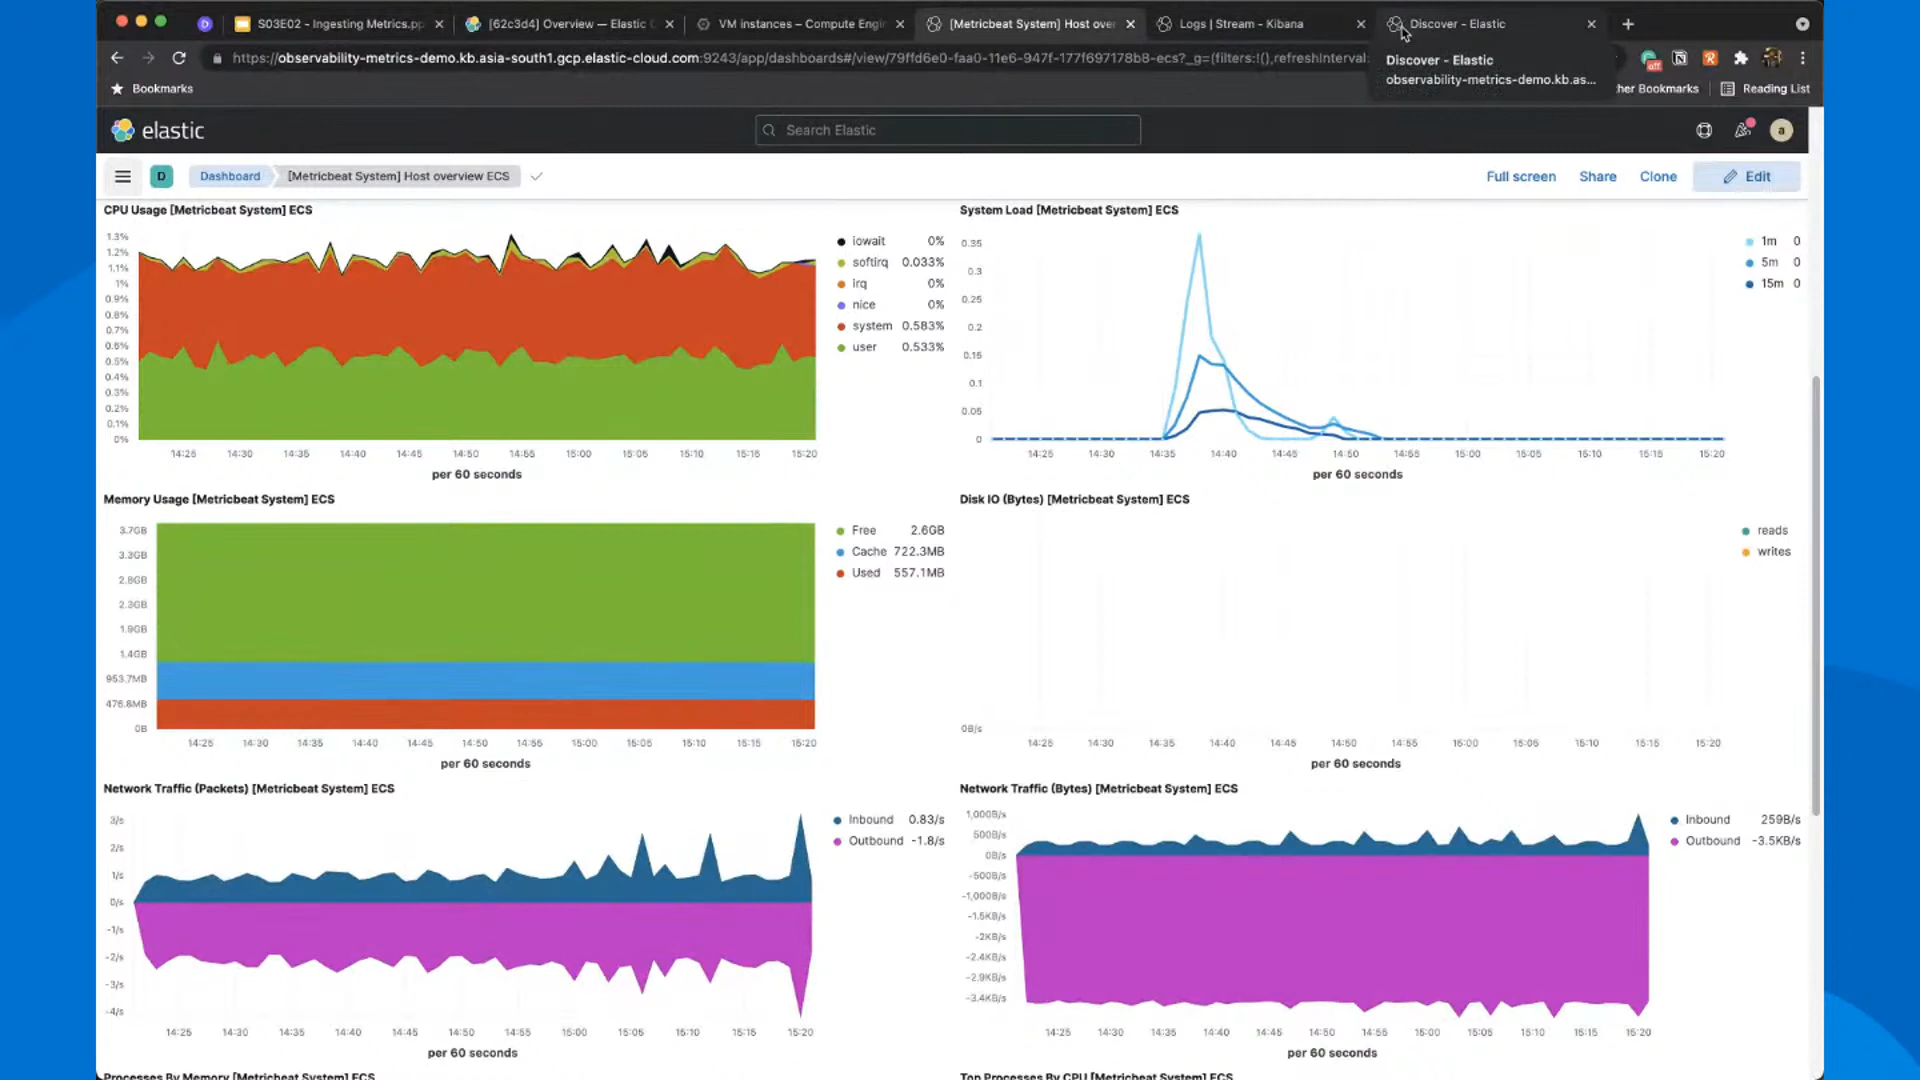 S03E02 - Ingesting Metrics.pp
[62c3d4] Overview — Elastic C
VM instances – Compute Engi
[Metricbeat System] Host over
Logs | Stream - Kibana
Discover - Elastic
https://observability-metrics-demo.kb.asia-south1.gcp.elastic-cloud.com:9243/app/dashboards#/view/79ffd6e0-faa0-11e6-947f-177f697178b8-ecs?_g=(filters:!(),refreshInterval:
Discover - Elastic
observability-metrics-demo.kb.as...
off
Bookmarks
her Bookmarks
Reading List
elastic
Search Elastic
a
D
Dashboard
[Metricbeat System] Host overview ECS
Full screen
Share
Clone
Edit
CPU Usage [Metricbeat System] ECS
1.3%
1.2%
1.1%
1%
0.9%
0.8%
0.7%
0.6%
0.5%
0.4%
0.3%
0.2%
0.1%
0%
14:25 14:30 14:35 14:40 14:45 14:50 14:55 15:00 15:05 15:10 15:15 15:20
per 60 seconds
iowait 0%
softirq 0.033%
irq 0%
nice 0%
system 0.583%
user 0.533%
System Load [Metricbeat System] ECS
0.35
0.3
0.25
0.2
0.15
0.1
0.05
0
14:25 14:30 14:35 14:40 14:45 14:50 14:55 15:00 15:05 15:10 15:15 15:20
per 60 seconds
1m 0
5m 0
15m 0
Memory Usage [Metricbeat System] ECS
3.7GB
3.3GB
2.8GB
2.3GB
1.9GB
1.4GB
953.7MB
476.8MB
0B
14:25 14:30 14:35 14:40 14:45 14:50 14:55 15:00 15:05 15:10 15:15 15:20
per 60 seconds
Free 2.6GB
Cache 722.3MB
Used 557.1MB
Disk IO (Bytes) [Metricbeat System] ECS
0B/s
14:25 14:30 14:35 14:40 14:45 14:50 14:55 15:00 15:05 15:10 15:15 15:20
per 60 seconds
reads
writes
Network Traffic (Packets) [Metricbeat System] ECS
3/s
2/s
1/s
0/s
-1/s
-2/s
-3/s
-4/s
14:25 14:30 14:35 14:40 14:45 14:50 14:55 15:00 15:05 15:10 15:15 15:20
per 60 seconds
Inbound 0.83/s
Outbound -1.8/s
Network Traffic (Bytes) [Metricbeat System] ECS
1,000B/s
500B/s
0B/s
-500B/s
-1,000B/s
-1.5KB/s
-2KB/s
-2.4KB/s
-2.9KB/s
-3.4KB/s
14:25 14:30 14:35 14:40 14:45 14:50 14:55 15:00 15:05 15:10 15:15 15:20
per 60 seconds
Inbound 259B/s
Outbound -3.5KB/s
Processes By Memory [Metricbeat System] ECS
Top Processes By CPU [Metricbeat System] ECS